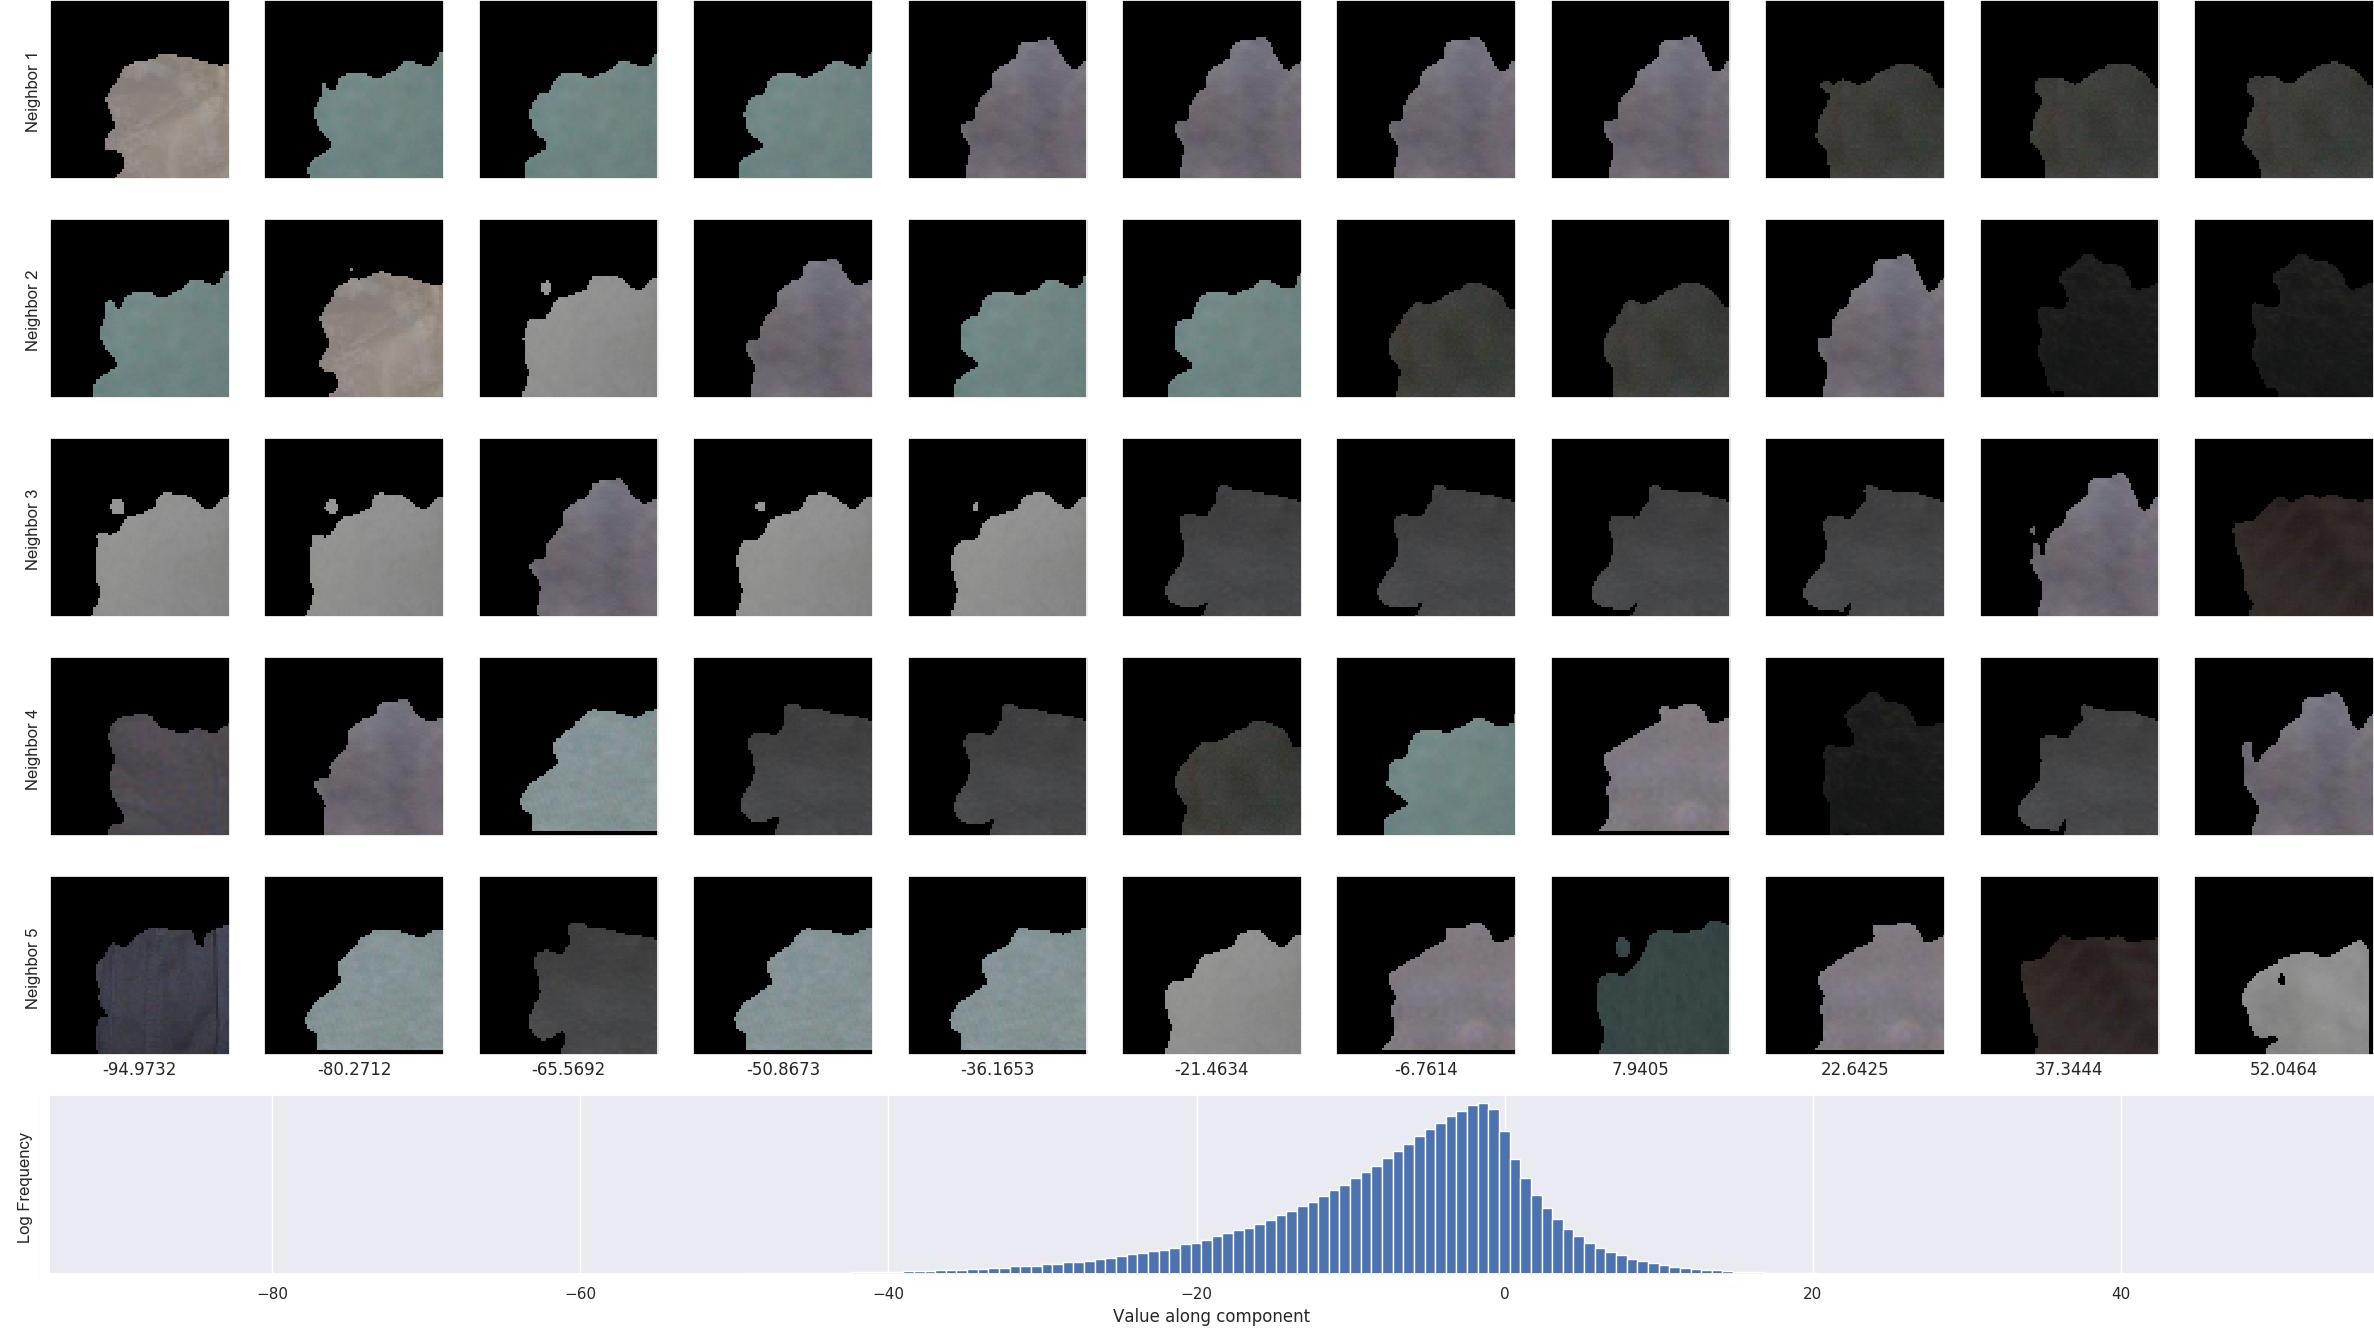 Neighbor 1
Neighbor 2
Neighbor 3
Neighbor 4
Neighbor 5
-94.9732 -80.2712 -65.5692 -50.8673 -36.1653 -21.4634 -6.7614 7.9405 22.6425 37.3444 52.0464
Log Frequency
−80 −60 −40 −20 0 20 40
Value along component